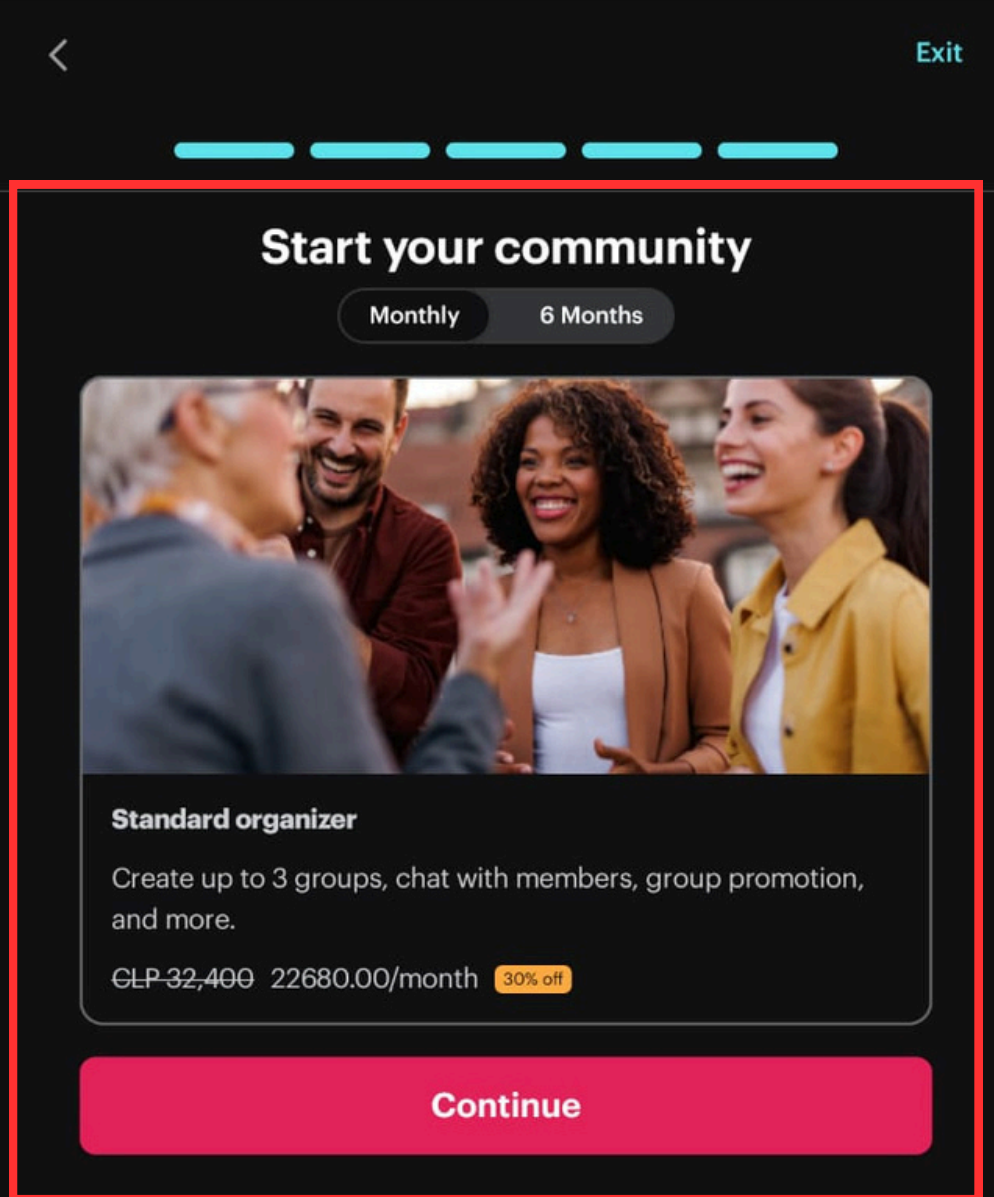 Exit
Start your community
Monthly 6 Months
Standard organizer
Create up to 3 groups, chat with members, group promotion,
and more.
CLP 32,400 22680.00/month 30% off
Continue